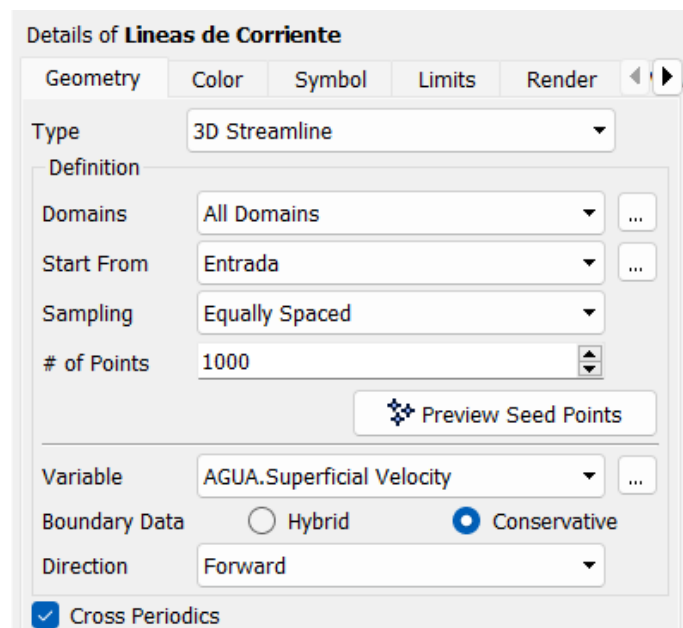 Details of Lineas de Corriente
Geometry Color Symbol Limits Render
Type 3D Streamline
Definition
Domains All Domains ...
Start From Entrada ...
Sampling Equally Spaced
# of Points 1000
Preview Seed Points
Variable AGUA.Superficial Velocity ...
Boundary Data Hybrid Conservative
Direction Forward
Cross Periodics